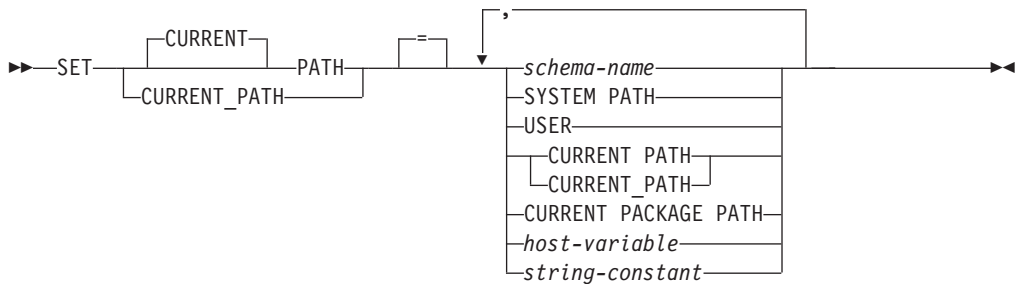 ,
CURRENT =
SET PATH schema-name
CURRENT_PATH SYSTEM PATH
USER
CURRENT PATH
CURRENT_PATH
CURRENT PACKAGE PATH
host-variable
string-constant